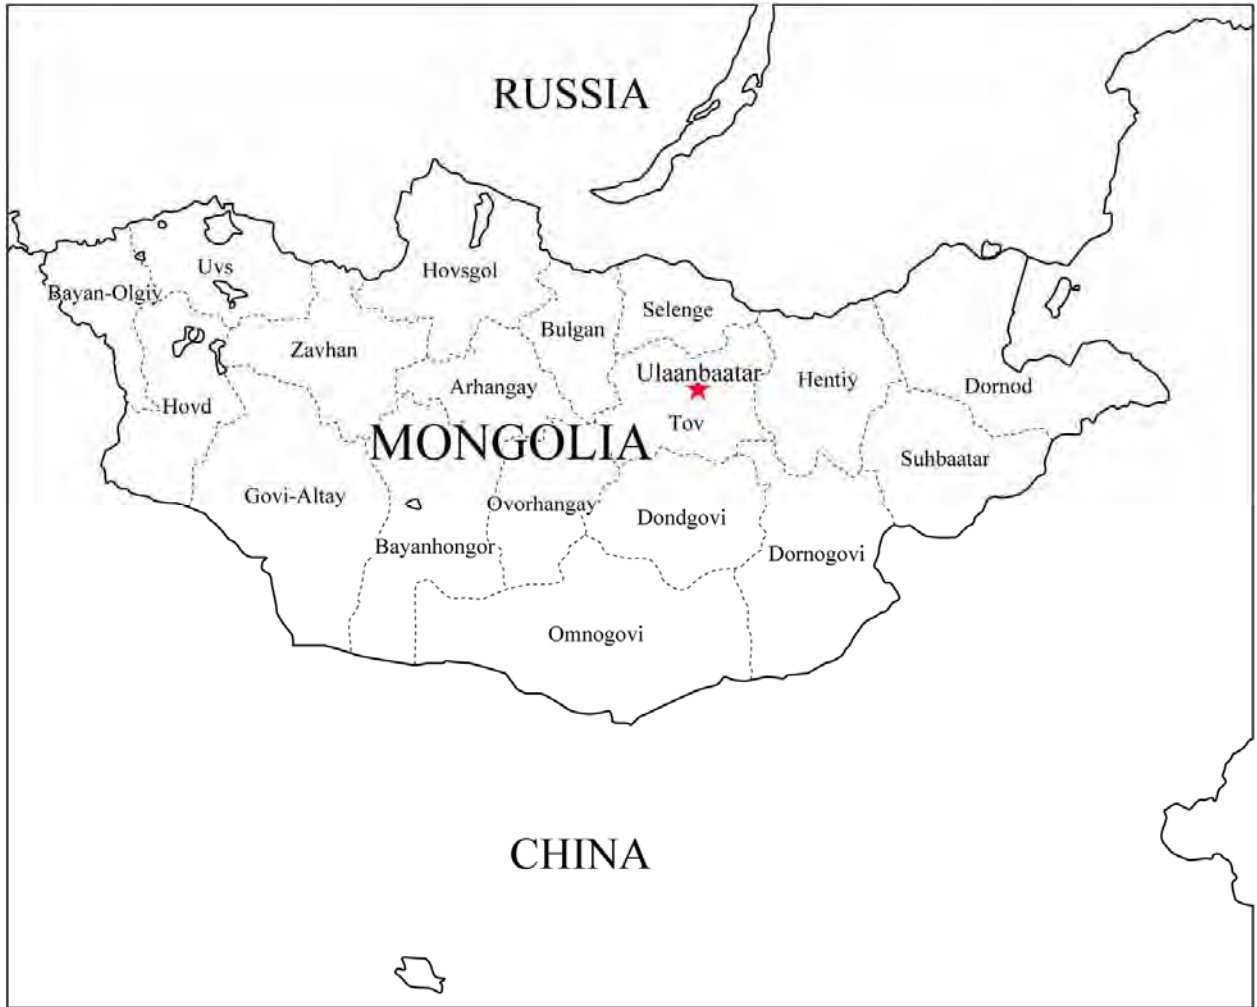 RUSSIA
Uvs
Hovsgol
Bayan-Olgiy
Selenge
Bulgan
Zavhan
Ulaanbaatar
Hentiy
Arhangay
Dornod
Hovd
Tov
MONGOLIA
Suhbaatar
Govi-Altay
Ovorhangay
Dondgovi
Bayanhongor
Dornogovi
Omnogovi
CHINA